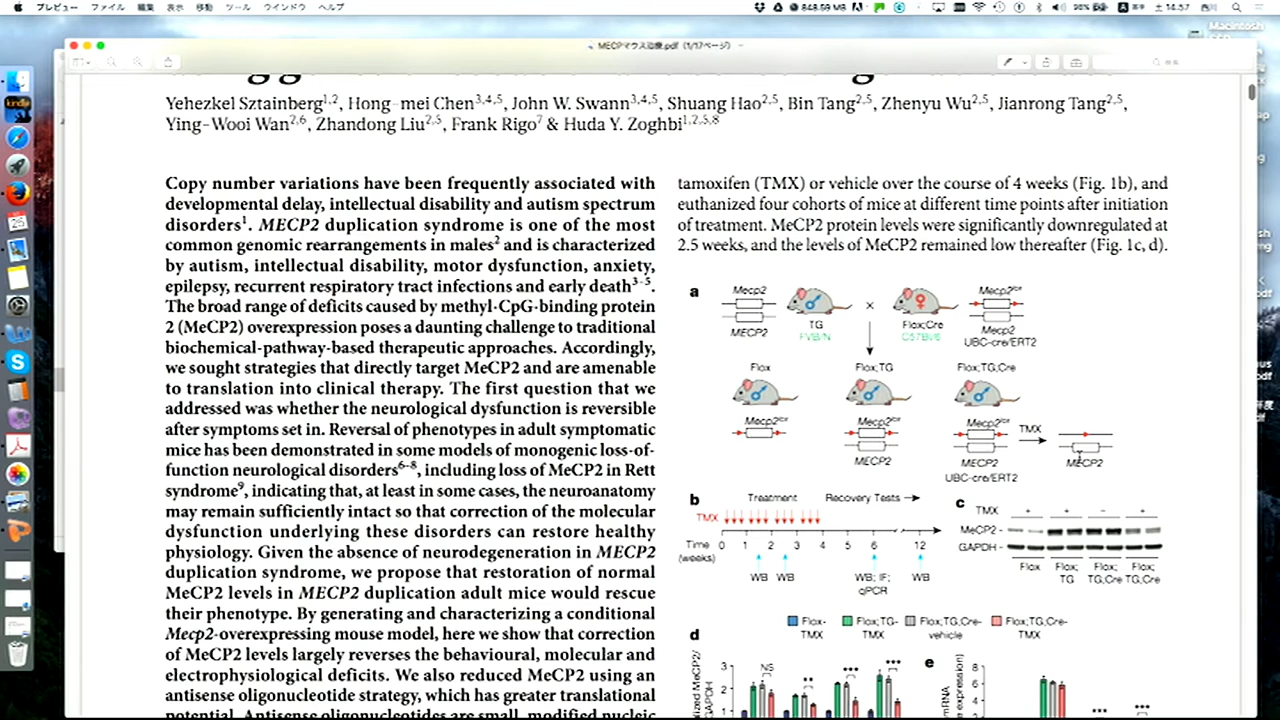 プレビュー ファイル 編集 表示 移動 ツール ウインドウ ヘルプ
848.59 MB
土 14:57
MECPマウス治療.pdf（1/17ページ）
Yehezkel Sztainberg1,2, Hong-mei Chen3,4,5, John W. Swann3,4,5, Shuang Hao2,5, Bin Tang2,5, Zhenyu Wu2,5, Jianrong Tang2,5,
Ying-Wooi Wan2,6, Zhandong Liu2,5, Frank Rigo7 & Huda Y. Zoghbi1,2,5,8
Copy number variations have been frequently associated with
developmental delay, intellectual disability and autism spectrum
disorders1. MECP2 duplication syndrome is one of the most
common genomic rearrangements in males2 and is characterized
by autism, intellectual disability, motor dysfunction, anxiety,
epilepsy, recurrent respiratory tract infections and early death3–5.
The broad range of deficits caused by methyl-CpG-binding protein
2 (MeCP2) overexpression poses a daunting challenge to traditional
biochemical-pathway-based therapeutic approaches. Accordingly,
we sought strategies that directly target MeCP2 and are amenable
to translation into clinical therapy. The first question that we
addressed was whether the neurological dysfunction is reversible
after symptoms set in. Reversal of phenotypes in adult symptomatic
mice has been demonstrated in some models of monogenic loss-of-
function neurological disorders6–8, including loss of MeCP2 in Rett
syndrome9, indicating that, at least in some cases, the neuroanatomy
may remain sufficiently intact so that correction of the molecular
dysfunction underlying these disorders can restore healthy
physiology. Given the absence of neurodegeneration in MECP2
duplication syndrome, we propose that restoration of normal
MeCP2 levels in MECP2 duplication adult mice would rescue
their phenotype. By generating and characterizing a conditional
Mecp2-overexpressing mouse model, here we show that correction
of MeCP2 levels largely reverses the behavioural, molecular and
electrophysiological deficits. We also reduced MeCP2 using an
antisense oligonucleotide strategy, which has greater translational
potential. Antisense oligonucleotides are small, modified nucleic
tamoxifen (TMX) or vehicle over the course of 4 weeks (Fig. 1b), and
euthanized four cohorts of mice at different time points after initiation
of treatment. MeCP2 protein levels were significantly downregulated at
2.5 weeks, and the levels of MeCP2 remained low thereafter (Fig. 1c, d).
a
Mecp2 Mecp2flox
MECP2 TG × Flox;Cre Mecp2
FVB/N C57Bl/6 UBC-cre/ERT2
Flox Flox;TG Flox;TG;Cre
Mecp2flox Mecp2flox Mecp2flox TMX
MECP2 MECP2 MECP2
UBC-cre/ERT2
b Treatment Recovery Tests
TMX
Time 0 1 2 3 4 5 6 12
(weeks)
WB WB WB; IF; WB
qPCR
c TMX + + – +
MeCP2
GAPDH
Flox Flox; Flox; Flox;
TG TG;Cre TG;Cre
Flox- Flox;TG- Flox;TG;Cre- Flox;TG;Cre-
TMX TMX vehicle TMX
d
GAPDH
3 NS ** *** ***
2
1
e
8
6
4
2
*** ***